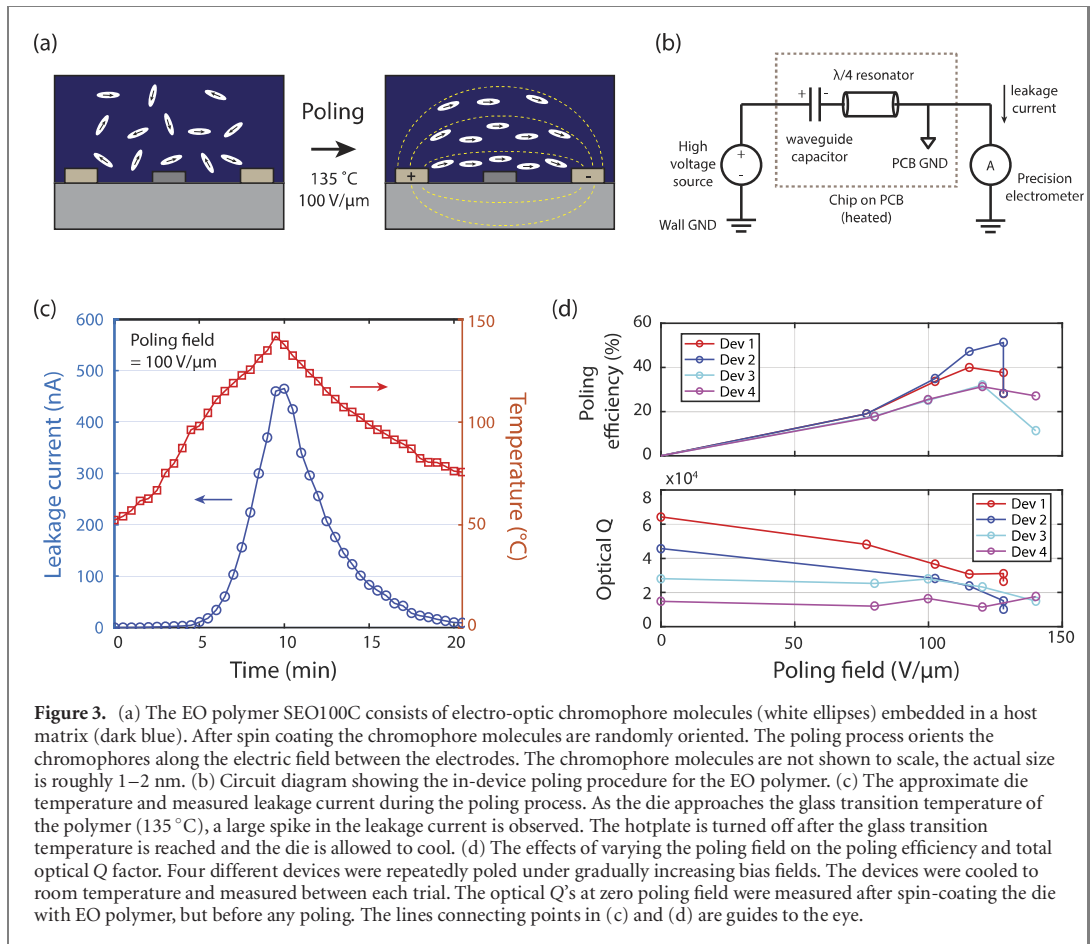 (a)
Poling
135 °C
100 V/µm
+
-
(b)
λ/4 resonator
+ -
leakage
current
waveguide
capacitor
PCB GND
High
voltage
source
+
-
A
Precision
electrometer
Chip on PCB
(heated)
Wall GND
(c)
600
500
400
300
200
100
0
Leakage current (nA)
Poling field
= 100 V/µm
150
100
50
0
Temperature (°C)
0 5 10 15 20
Time (min)
(d)
60
40
20
0
Poling
efficiency (%)
Dev 1
Dev 2
Dev 3
Dev 4
x10⁴
8
6
4
2
0
Optical Q
Dev 1
Dev 2
Dev 3
Dev 4
0 50 100 150
Poling field (V/µm)
Figure 3. (a) The EO polymer SEO100C consists of electro-optic chromophore molecules (white ellipses) embedded in a host
matrix (dark blue). After spin coating the chromophore molecules are randomly oriented. The poling process orients the
chromophores along the electric field between the electrodes. The chromophore molecules are not shown to scale, the actual size
is roughly 1–2 nm. (b) Circuit diagram showing the in-device poling procedure for the EO polymer. (c) The approximate die
temperature and measured leakage current during the poling process. As the die approaches the glass transition temperature of
the polymer (135 °C), a large spike in the leakage current is observed. The hotplate is turned off after the glass transition
temperature is reached and the die is allowed to cool. (d) The effects of varying the poling field on the poling efficiency and total
optical Q factor. Four different devices were repeatedly poled under gradually increasing bias fields. The devices were cooled to
room temperature and measured between each trial. The optical Q's at zero poling field were measured after spin-coating the die
with EO polymer, but before any poling. The lines connecting points in (c) and (d) are guides to the eye.